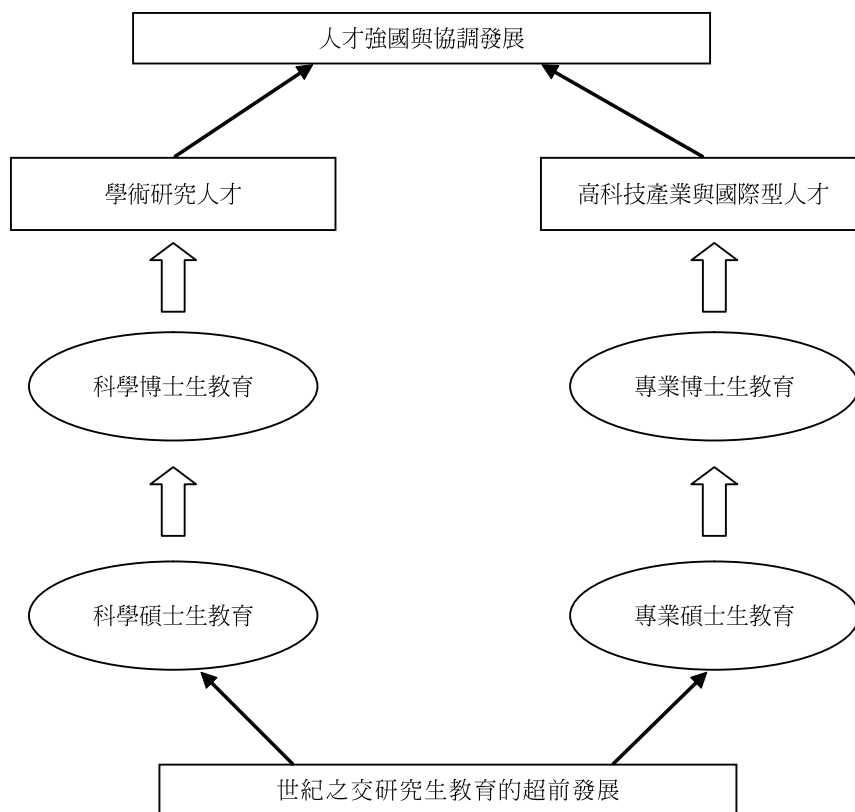 人才強國與協調發展
學術研究人才
高科技產業與國際型人才
科學博士生教育
專業博士生教育
科學碩士生教育
專業碩士生教育
世紀之交研究生教育的超前發展